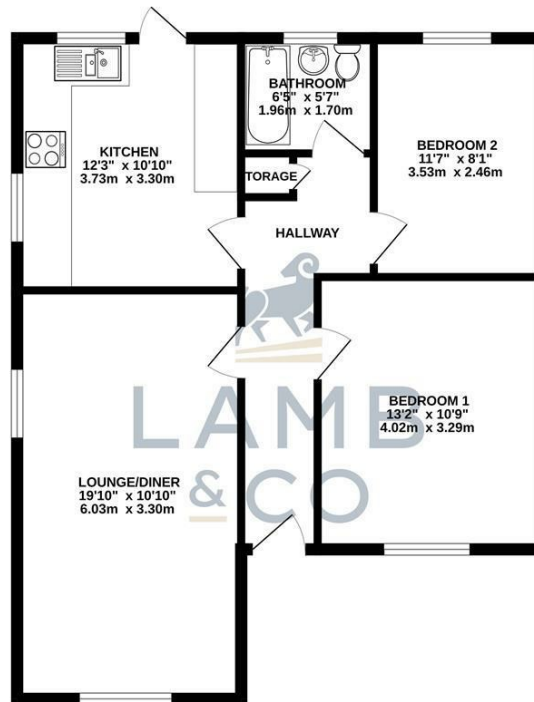 KITCHEN
12'3" x 10'10"
3.73m x 3.30m
BATHROOM
6'5" x 5'7"
1.96m x 1.70m
BEDROOM 2
11'7" x 8'1"
3.53m x 2.46m
TORAGE
HALLWAY
LAMB
& CO
BEDROOM 1
13'2" x 10'9"
4.02m x 3.29m
LOUNGE/DINER
19'10" x 10'10"
6.03m x 3.30m